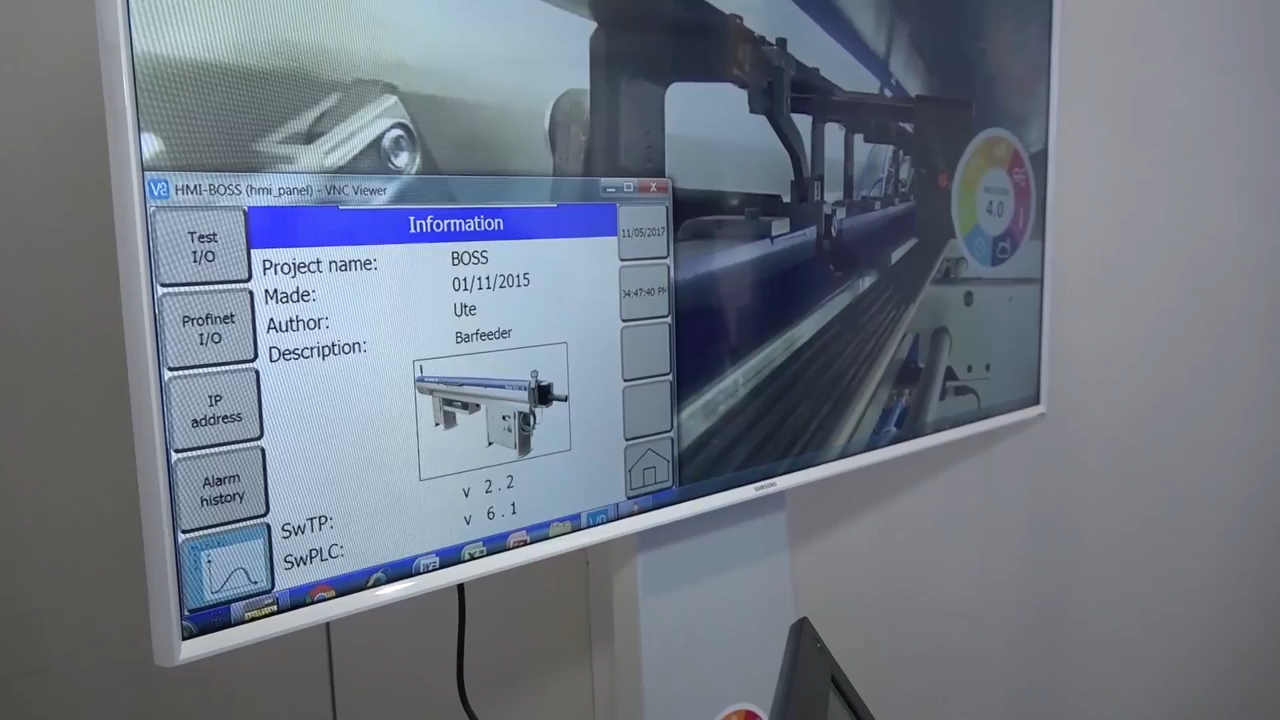 HMI-BOSS (hmi_panel) - VNC Viewer
Information
Test
I/O
Profinet
I/O
IP
address
Alarm
history
Project name: BOSS
Made: 01/11/2015
Author: Ute
Description: Barfeeder
SwTP: v 2.2
SwPLC: v 6.1
11/05/2017
04:47:40 PM
4.0
SAMSUNG